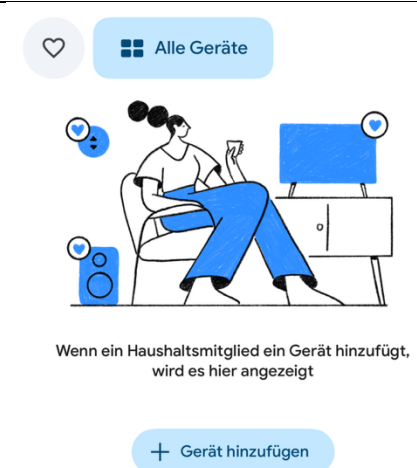 Alle Geräte
Wenn ein Haushaltsmitglied ein Gerät hinzufügt,
wird es hier angezeigt
+ Gerät hinzufügen